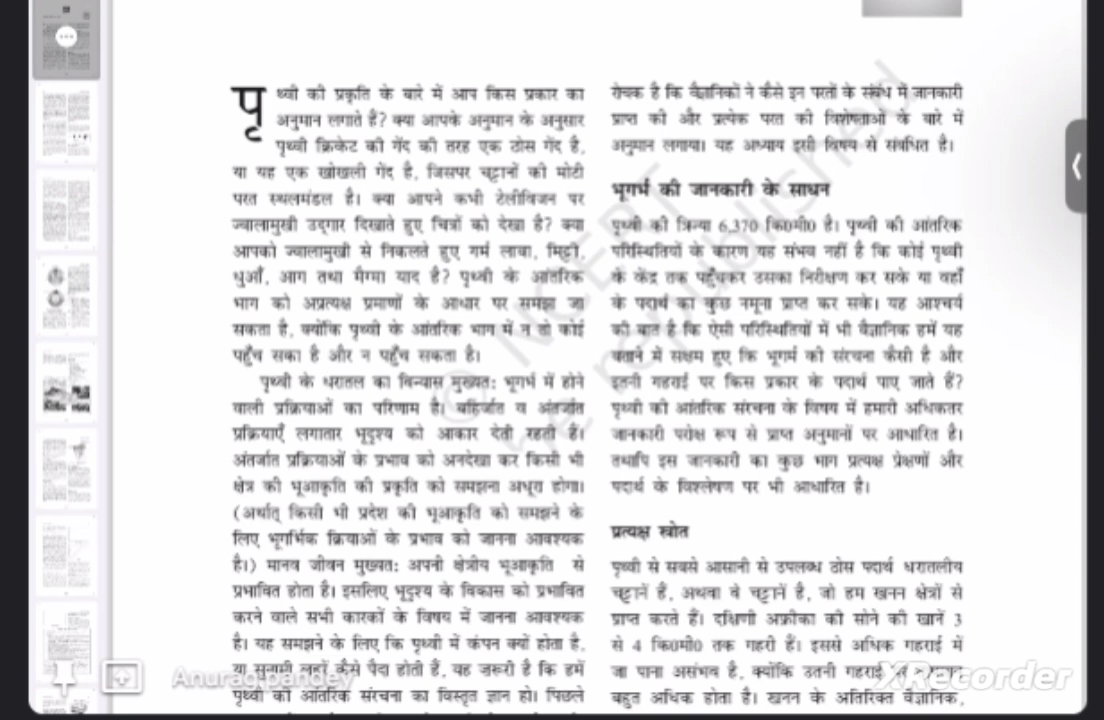 पृथ्वी की प्रकृति के बारे में आप किस प्रकार का
अनुमान लगाते हैं? क्या आपके अनुमान के अनुसार
पृथ्वी क्रिकेट की गेंद की तरह एक ठोस गेंद है,
या यह एक खोखली गेंद है, जिसपर चट्टानों की मोटी
परत स्थलमंडल है। क्या आपने कभी टेलीविजन पर
ज्वालामुखी उद्गार दिखाते हुए चित्रों को देखा है? क्या
आपको ज्वालामुखी से निकलते हुए गर्म लावा, मिट्टी,
धुआँ, आग तथा मैग्मा याद है? पृथ्वी के आंतरिक
भाग को अप्रत्यक्ष प्रमाणों के आधार पर समझा जा
सकता है, क्योंकि पृथ्वी के आंतरिक भाग में न तो कोई
पहुँच सका है और न पहुँच सकता है।
पृथ्वी के धरातल का विन्यास मुख्यत: भूगर्भ में होने
वाली प्रक्रियाओं का परिणाम है। बहिर्जात व अंतर्जात
प्रक्रियाएँ लगातार भूदृश्य को आकार देती रहती हैं।
अंतर्जात प्रक्रियाओं के प्रभाव को अनदेखा कर किसी भी
क्षेत्र की भूआकृति की प्रकृति को समझना अधूरा होगा।
(अर्थात् किसी भी प्रदेश की भूआकृति को समझने के
लिए भूगर्भिक क्रियाओं के प्रभाव को जानना आवश्यक
है।) मानव जीवन मुख्यत: अपनी क्षेत्रीय भूआकृति से
प्रभावित होता है। इसलिए भूदृश्य के विकास को प्रभावित
करने वाले सभी कारकों के विषय में जानना आवश्यक
है। यह समझने के लिए कि पृथ्वी में कंपन क्यों होता है,
या सुनामी लहरें कैसे पैदा होती हैं, यह जरूरी है कि हमें
पृथ्वी की आंतरिक संरचना का विस्तृत ज्ञान हो। पिछले
रोचक है कि वैज्ञानिकों ने कैसे इन परतों के संबंध में जानकारी
प्राप्त की और प्रत्येक परत की विशेषताओं के बारे में
अनुमान लगाया। यह अध्याय इसी विषय से संबंधित है।
भूगर्भ की जानकारी के साधन
पृथ्वी की त्रिज्या 6,370 कि0मी0 है। पृथ्वी की आंतरिक
परिस्थितियों के कारण यह संभव नहीं है कि कोई पृथ्वी
के केंद्र तक पहुँचकर उसका निरीक्षण कर सके या वहाँ
के पदार्थ का कुछ नमूना प्राप्त कर सके। यह आश्चर्य
की बात है कि ऐसी परिस्थितियों में भी वैज्ञानिक हमें यह
बताने में सक्षम हुए कि भूगर्भ की संरचना कैसी है और
इतनी गहराई पर किस प्रकार के पदार्थ पाए जाते हैं?
पृथ्वी की आंतरिक संरचना के विषय में हमारी अधिकतर
जानकारी परोक्ष रूप से प्राप्त अनुमानों पर आधारित है।
तथापि इस जानकारी का कुछ भाग प्रत्यक्ष प्रेक्षणों और
पदार्थ के विश्लेषण पर भी आधारित है।
प्रत्यक्ष स्रोत
पृथ्वी से सबसे आसानी से उपलब्ध ठोस पदार्थ धरातलीय
चट्टानें हैं, अथवा वे चट्टानें है, जो हम खनन क्षेत्रों से
प्राप्त करते हैं। दक्षिणी अफ्रीका की सोने की खानें 3
से 4 कि0मी0 तक गहरी हैं। इससे अधिक गहराई में
जा पाना असंभव है, क्योंकि उतनी गहराई
बहुत अधिक होता है। खनन के अतिरिक्त वैज्ञानिक,
© NCERT
be republished
Anurag pandey
XRecorder